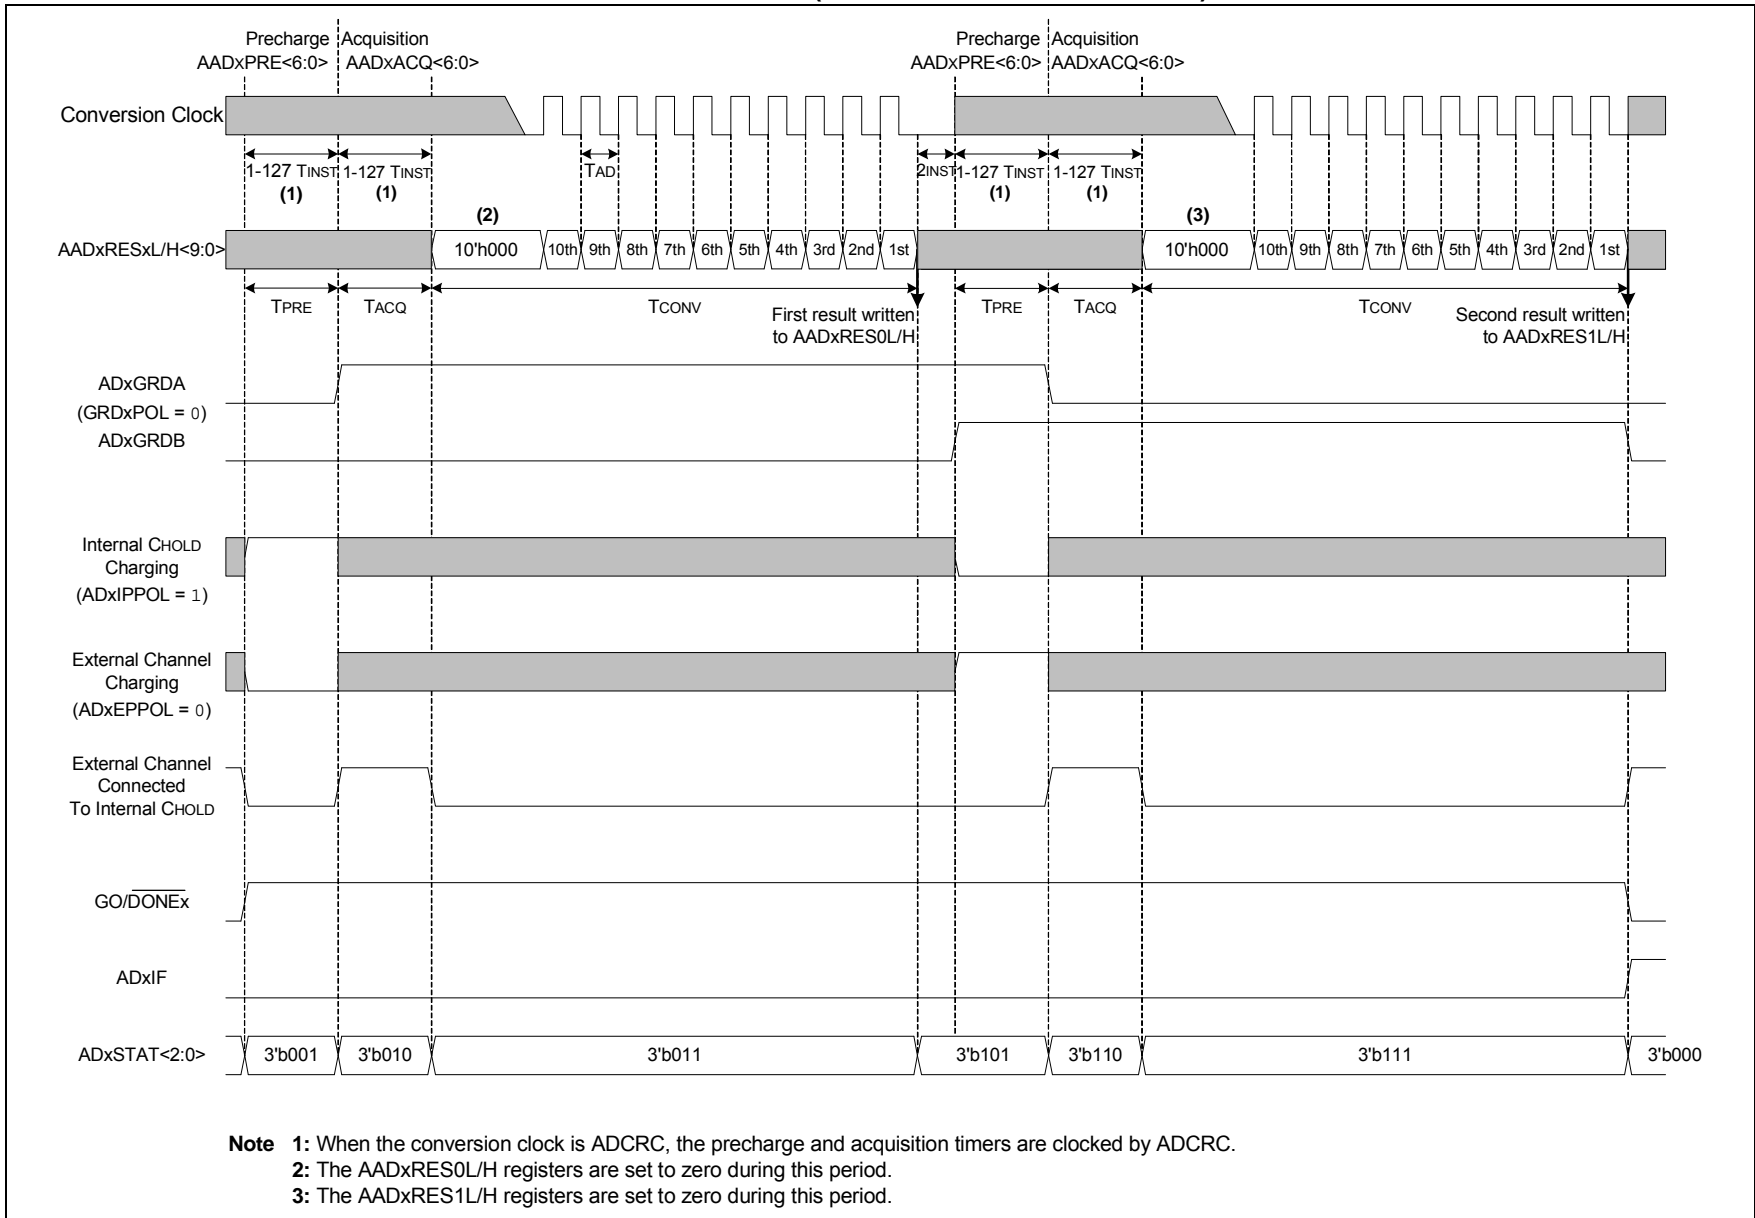 Precharge Acquisition Precharge Acquisition
AADxPRE<6:0> AADxACQ<6:0> AADxPRE<6:0> AADxACQ<6:0>
Conversion Clock
1-127 TINST 1-127 TINST TAD 2INST 1-127 TINST 1-127 TINST
(1) (1) (1) (1)
(2) (3)
AADxRESxL/H<9:0> 10'h000 10th 9th 8th 7th 6th 5th 4th 3rd 2nd 1st 10'h000 10th 9th 8th 7th 6th 5th 4th 3rd 2nd 1st
TPRE TACQ TCONV TPRE TACQ TCONV
First result written Second result written
to AADxRES0L/H to AADxRES1L/H
ADxGRDA
(GRDxPOL = 0)
ADxGRDB
Internal CHOLD
Charging
(ADxIPPOL = 1)
External Channel
Charging
(ADxEPPOL = 0)
External Channel
Connected
To Internal CHOLD
GO/DONEx
ADxIF
ADxSTAT<2:0> 3'b001 3'b010 3'b011 3'b101 3'b110 3'b111 3'b000
Note 1: When the conversion clock is ADCRC, the precharge and acquisition timers are clocked by ADCRC.
2: The AADxRES0L/H registers are set to zero during this period.
3: The AADxRES1L/H registers are set to zero during this period.